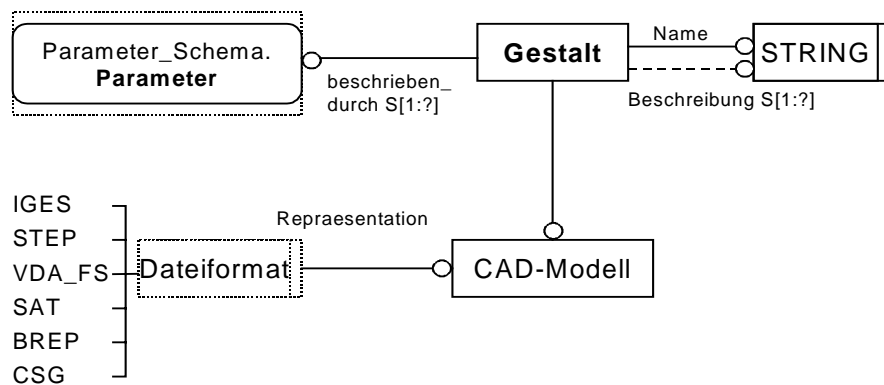 Parameter_Schema.
Parameter
beschrieben_
durch S[1:?]
Gestalt
Name
STRING
Beschreibung S[1:?]
IGES
STEP
VDA_FS
SAT
BREP
CSG
Dateiformat
Repraesentation
CAD-Modell